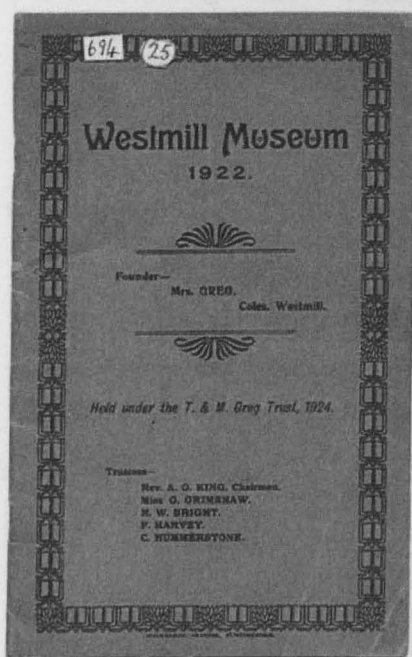 694 25
Westmill Museum
1922.
Founder—
Mrs. GREG,
Coles, Westmill.
Held under the T. & M. Greg Trust, 1924.
Trustees—
Rev. A. G. KING, Chairman.
Miss G. GRIMSHAW.
H. W. BRIGHT.
F. HARVEY.
C. HUMMERSTONE.